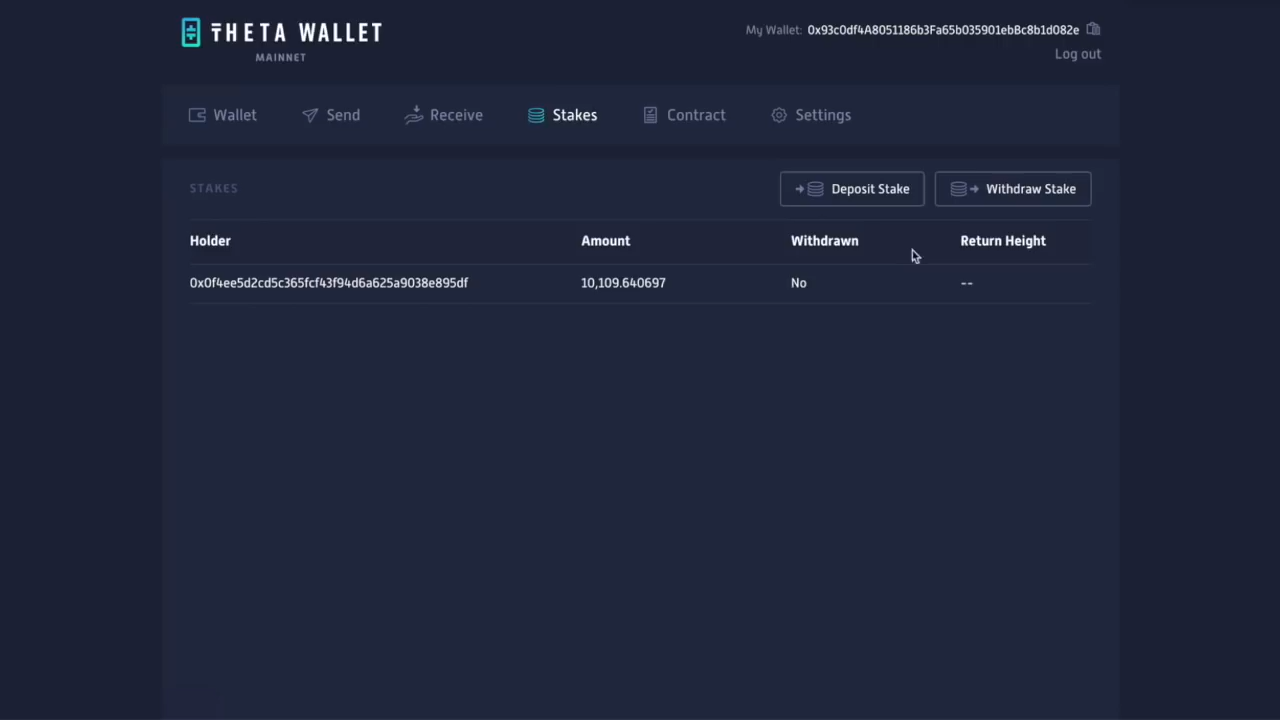 THETA WALLET
MAINNET
My Wallet: 0x93c0df4A8051186b3Fa65b035901ebBc8b1d082e
Log out
Wallet Send Receive Stakes Contract Settings
STAKES
Deposit Stake Withdraw Stake
Holder Amount Withdrawn Return Height
0x0f4ee5d2cd5c365fcf43f94d6a625a9038e895df 10,109.640697 No --